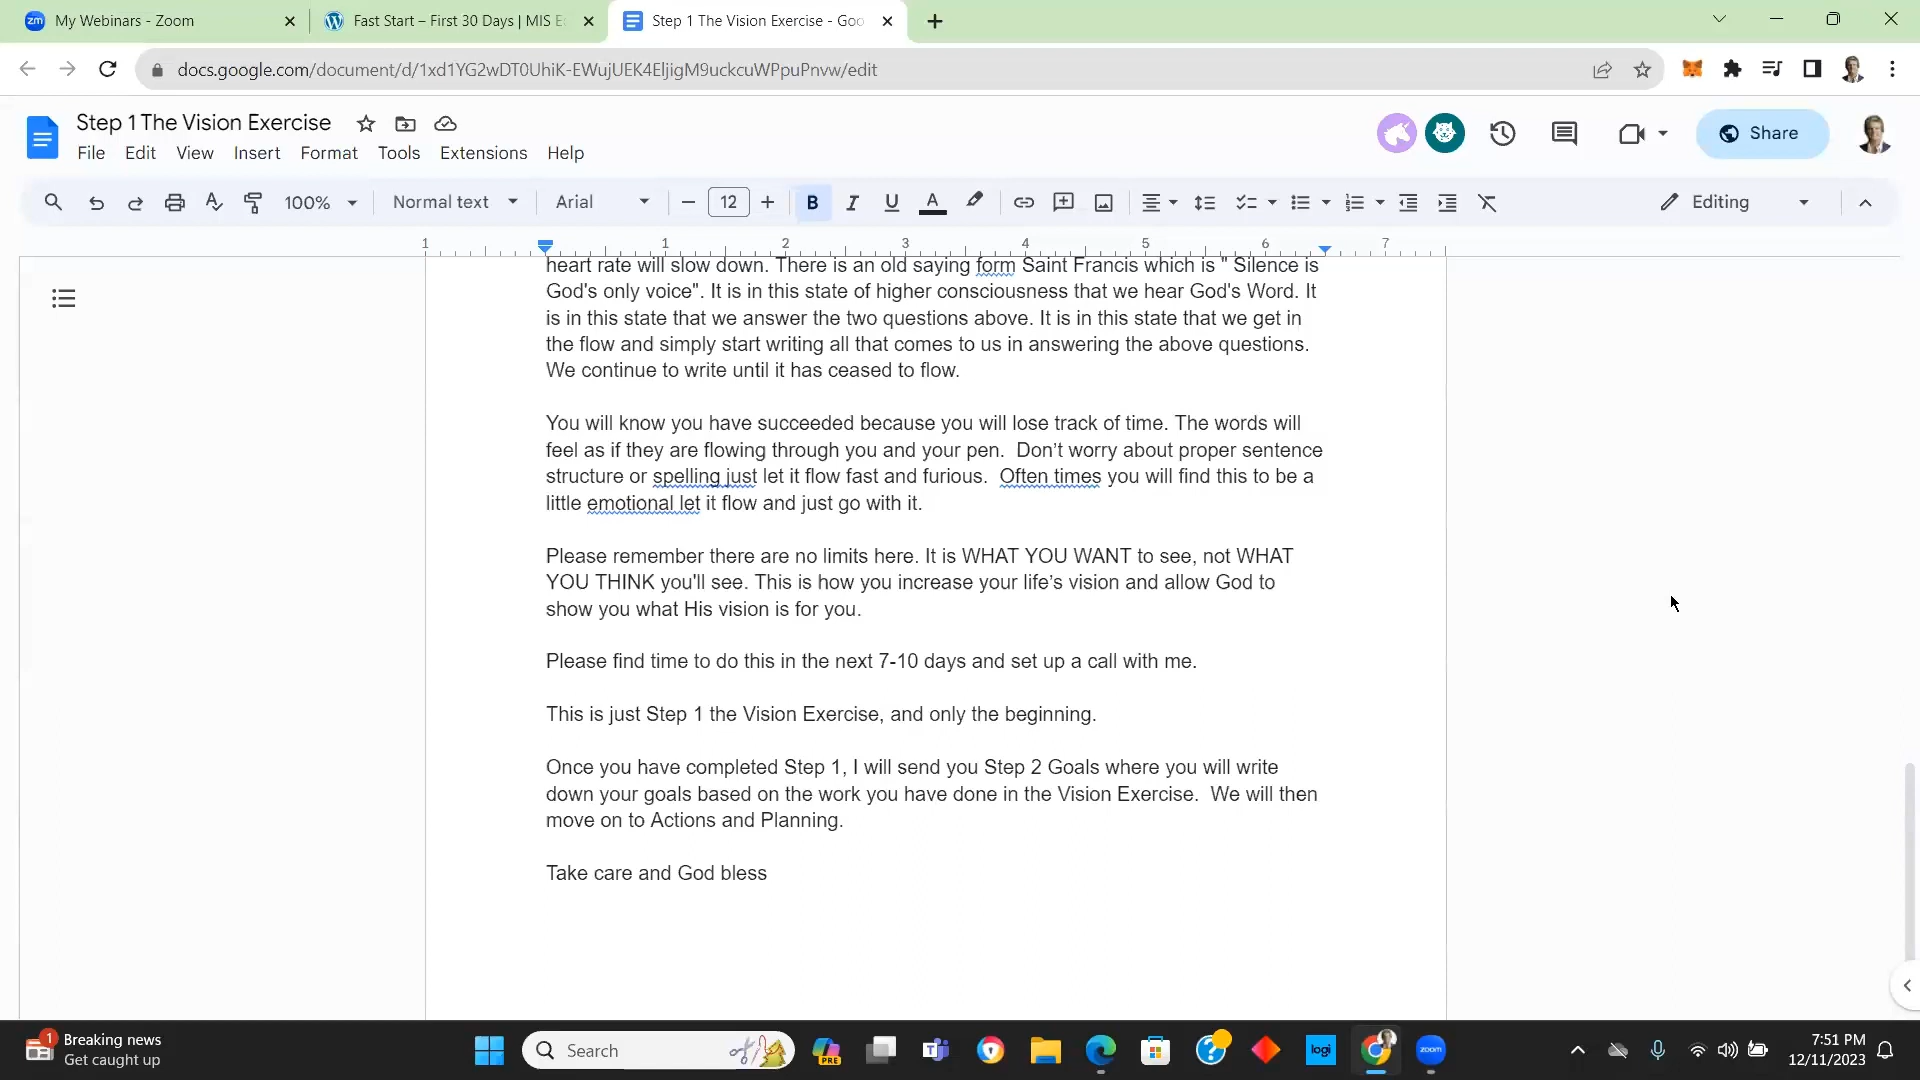 My Webinars - Zoom
Fast Start – First 30 Days | MIS E
Step 1 The Vision Exercise - Goo
docs.google.com/document/d/1xd1YG2wDT0UhiK-EWujUEK4EljigM9uckcuWPpuPnvw/edit
Step 1 The Vision Exercise
File Edit View Insert Format Tools Extensions Help
Share
100% Normal text Arial 12 B I U A Editing
1 1 2 3 4 5 6 7
heart rate will slow down. There is an old saying form Saint Francis which is " Silence is
God's only voice". It is in this state of higher consciousness that we hear God's Word. It
is in this state that we answer the two questions above. It is in this state that we get in
the flow and simply start writing all that comes to us in answering the above questions.
We continue to write until it has ceased to flow.
You will know you have succeeded because you will lose track of time. The words will
feel as if they are flowing through you and your pen.  Don’t worry about proper sentence
structure or spelling just let it flow fast and furious.  Often times you will find this to be a
little emotional let it flow and just go with it.
Please remember there are no limits here. It is WHAT YOU WANT to see, not WHAT
YOU THINK you'll see. This is how you increase your life’s vision and allow God to
show you what His vision is for you.
Please find time to do this in the next 7-10 days and set up a call with me.
This is just Step 1 the Vision Exercise, and only the beginning.
Once you have completed Step 1, I will send you Step 2 Goals where you will write
down your goals based on the work you have done in the Vision Exercise.  We will then
move on to Actions and Planning.
Take care and God bless
1
Breaking news
Get caught up
Search
PRE
logi
zoom
7:51 PM
12/11/2023